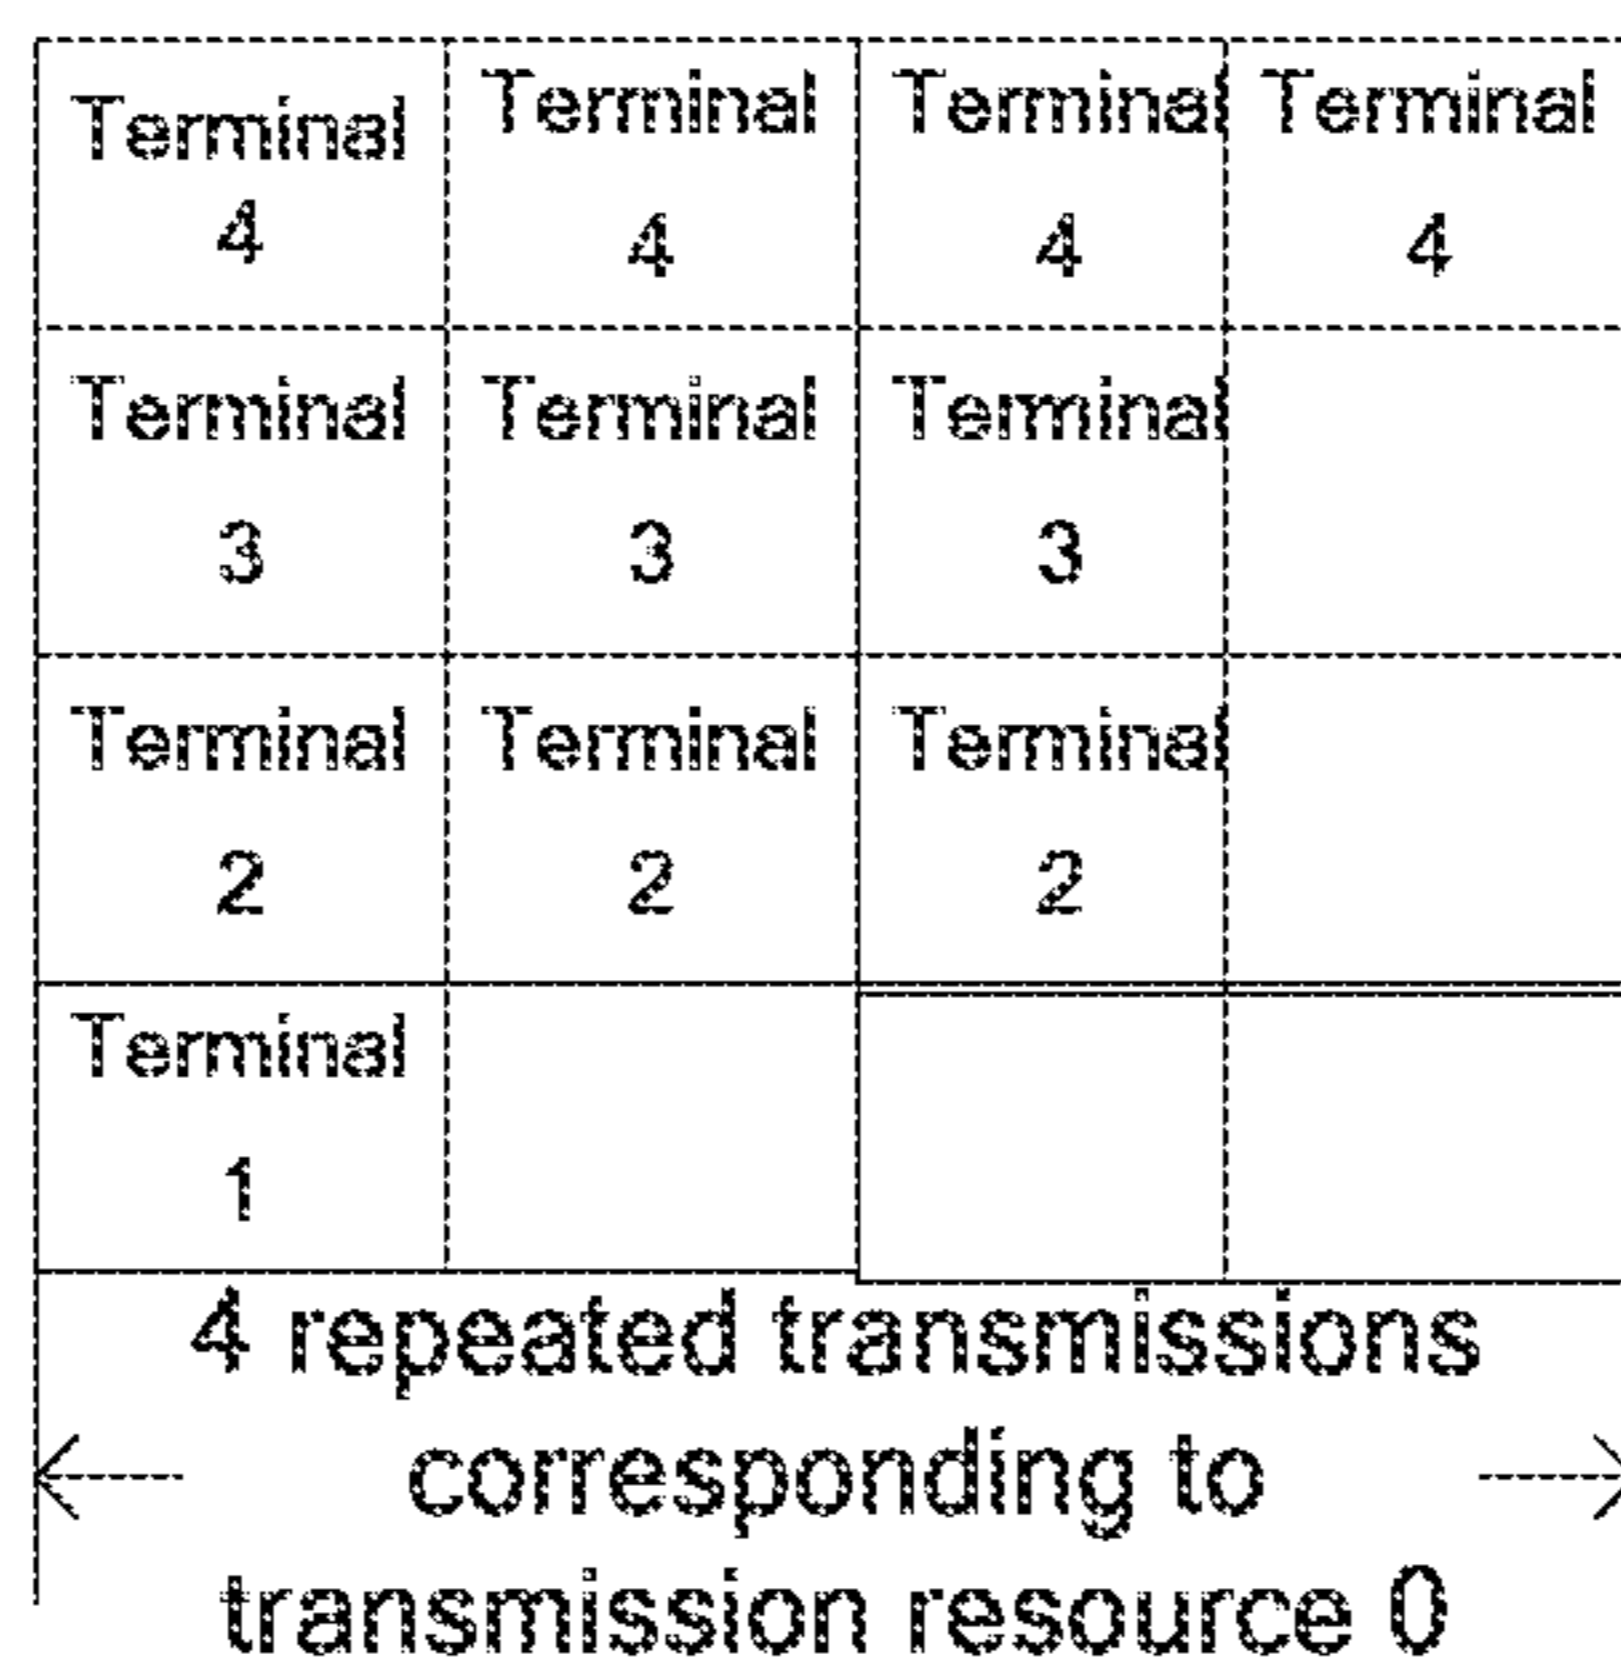 Terminal Terminal Terminal Terminal
4 4 4 4
Terminal Terminal Terminal
3 3 3
Terminal Terminal Terminal
2 2 2
Terminal
1
4 repeated transmissions
corresponding to
transmission resource 0